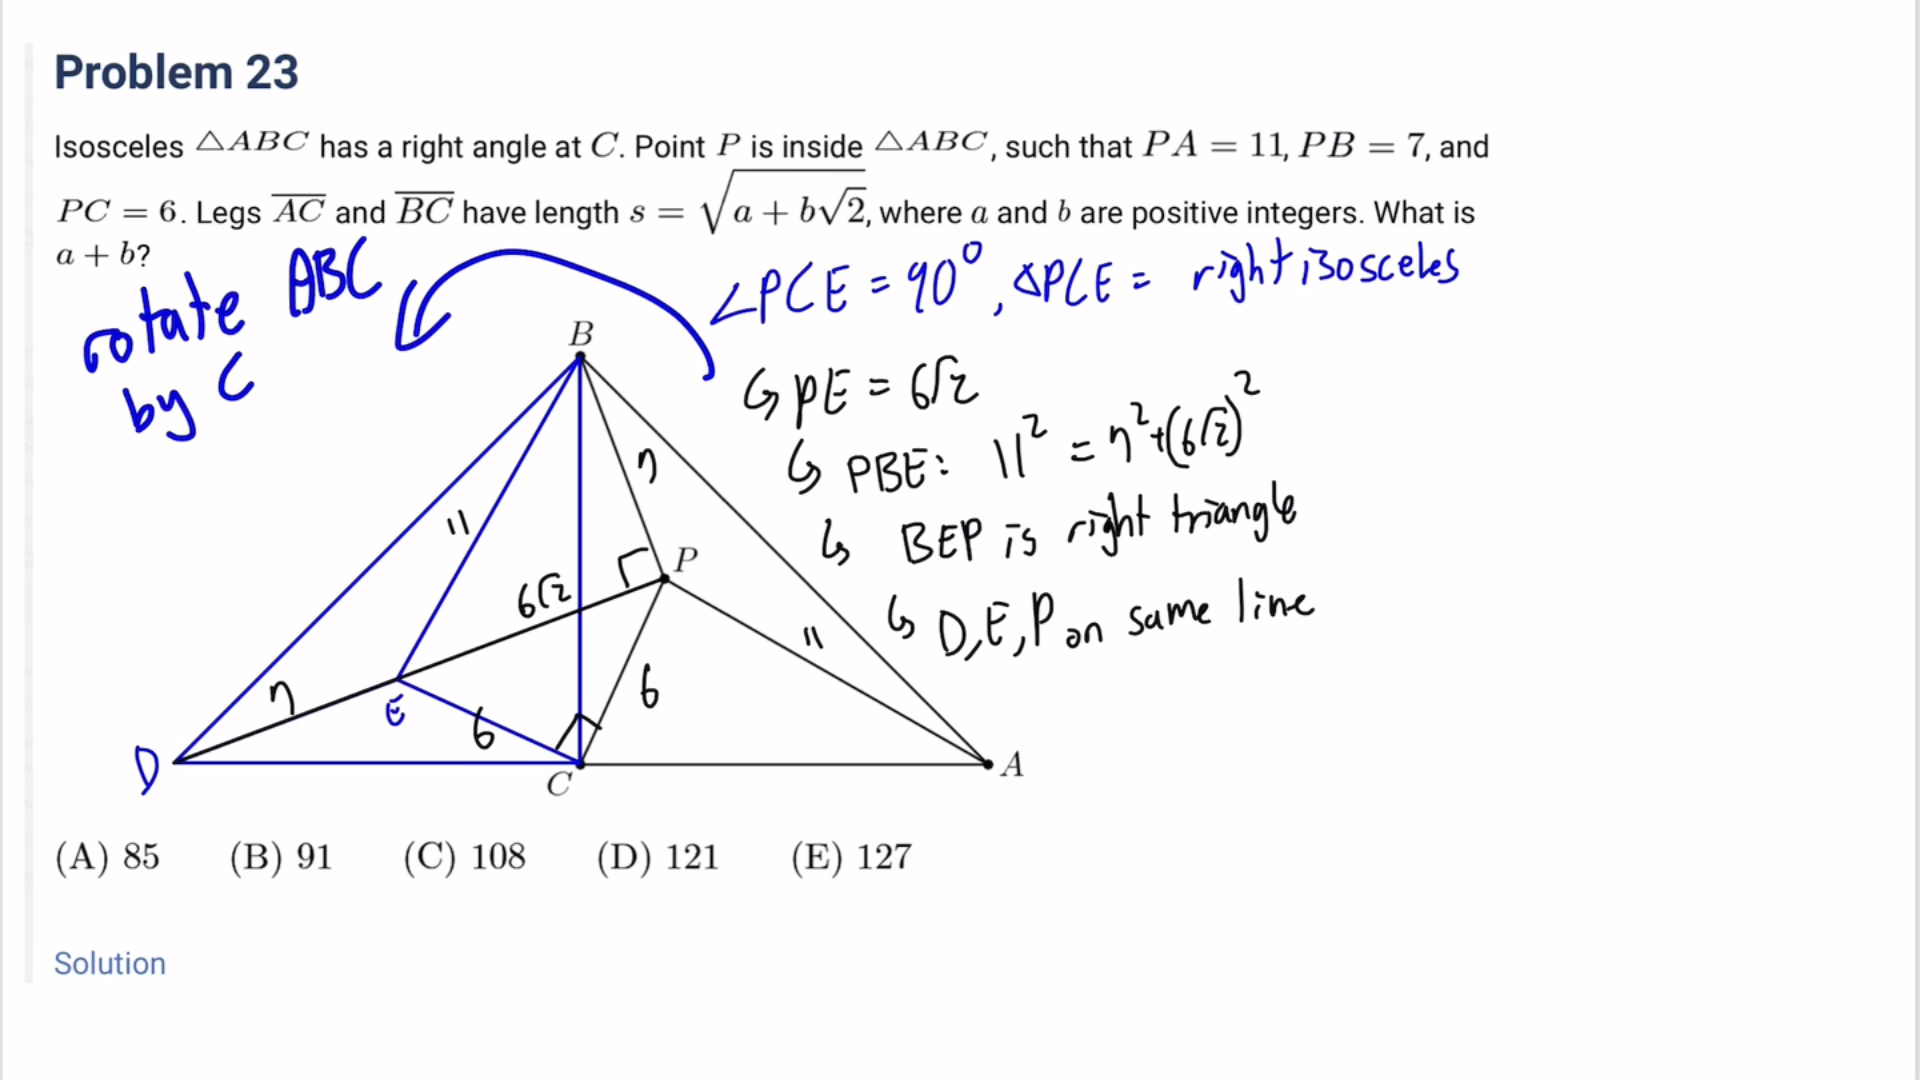 Problem 23
Isosceles △ABC has a right angle at C. Point P is inside △ABC, such that PA = 11, PB = 7, and
PC = 6. Legs \overline{AC} and \overline{BC} have length s = √(a + b√2), where a and b are positive integers. What is
a + b?
rotate ABC
by C
∠PCE = 90°, △PCE = right isosceles
↳ PE = 6√2
↳ PBE: 11² = 7² + (6√2)²
↳ BEP is right triangle
↳ D, E, P on same line
B
7
11
6√2
P
11
7
E
6
6
D
C
A
(A) 85 (B) 91 (C) 108 (D) 121 (E) 127
Solution